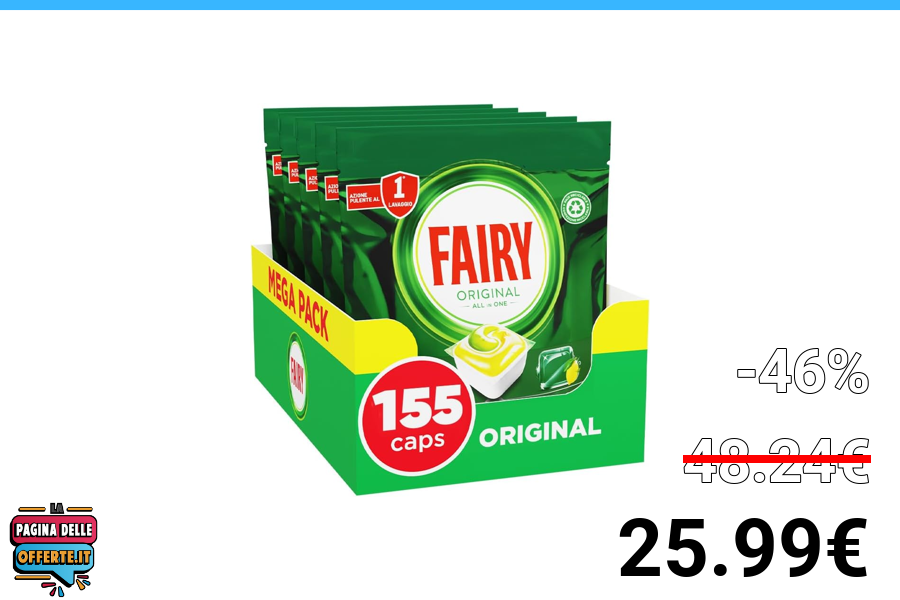 AZIONE
PULENTE AL
1°
LAVAGGIO
FAIRY
ORIGINAL
ALL in ONE
MEGA PACK
FAIRY
155
caps
ORIGINAL
-46%
48.24€
25.99€
LA
PAGINA DELLE
OFFERTE.IT